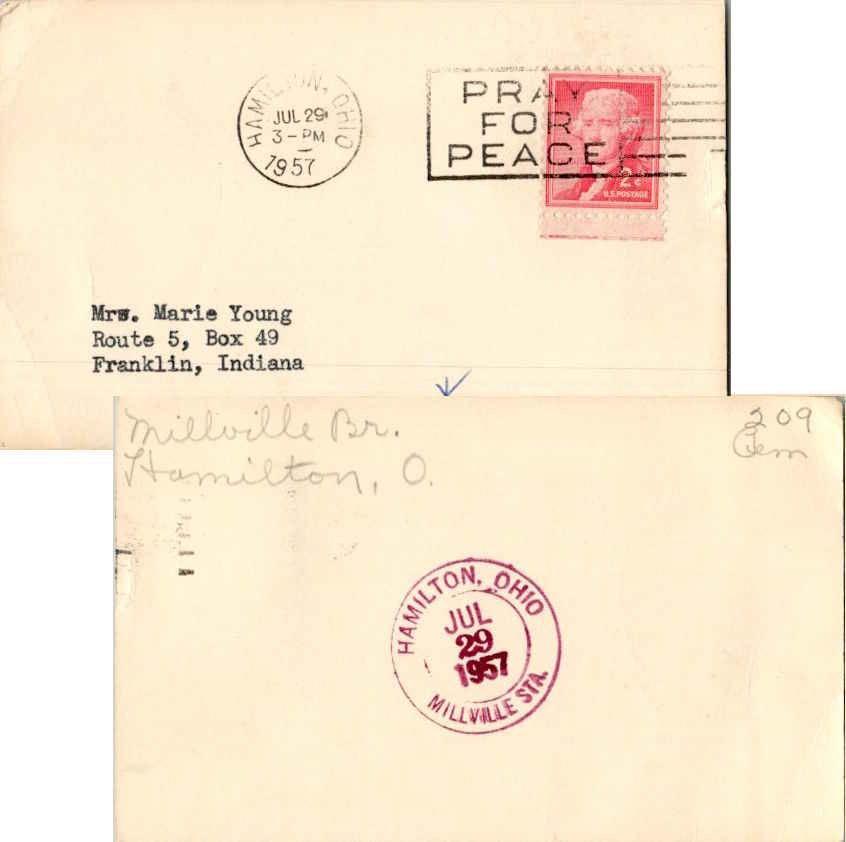 HAMILTON, OHIO
JUL 29
3 - PM
1957
PRAY
FOR
PEACE
2¢
U.S. POSTAGE
Mrs. Marie Young
Route 5, Box 49
Franklin, Indiana
Millville Br.
Hamilton, O.
209
HAMILTON, OHIO
JUL
29
1957
MILLVILLE STA.